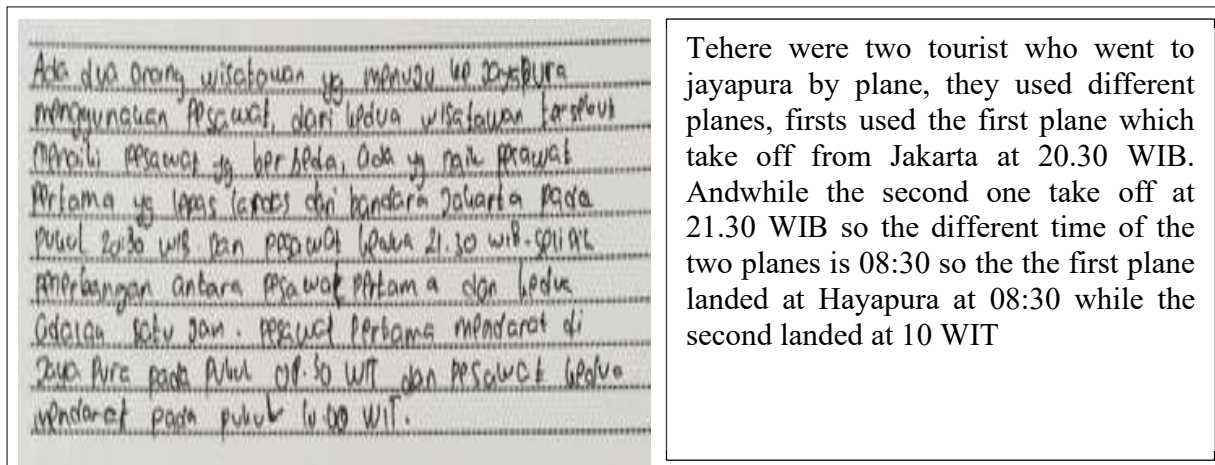 Ada dua orang wisatawan yg menuju ke Jayapura
menggunakan pesawat, dari kedua wisatawan tersebut
menaiki pesawat yg berbeda, ada yg naik pesawat
pertama yg lepas landas dari bandara Jakarta pada
pukul 20:30 WIB dan pesawat kedua 21.30 WIB. selisih
penerbangan antara pesawat pertama dan kedua
adalah satu jam. pesawat pertama mendarat di
Jaya Pura pada pukul 08.30 WIT dan pesawat kedua
mendarat pada pukul 10.00 WIT.
Tehere were two tourist who went to
jayapura by plane, they used different
planes, firsts used the first plane which
take off from Jakarta at 20.30 WIB.
Andwhile the second one take off at
21.30 WIB so the different time of the
two planes is 08:30 so the the first plane
landed at Hayapura at 08:30 while the
second landed at 10 WIT